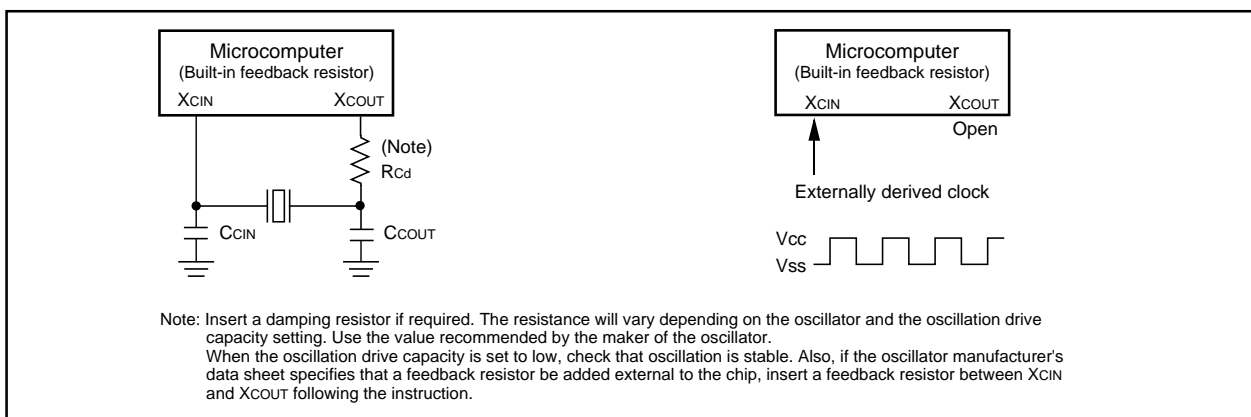 Microcomputer
(Built-in feedback resistor)
XCIN XCOUT
(Note)
RCd
CCIN
CCOUT
Microcomputer
(Built-in feedback resistor)
XCIN XCOUT
Open
Externally derived clock
Vcc
Vss
Note: Insert a damping resistor if required. The resistance will vary depending on the oscillator and the oscillation drive
capacity setting. Use the value recommended by the maker of the oscillator.
When the oscillation drive capacity is set to low, check that oscillation is stable. Also, if the oscillator manufacturer's
data sheet specifies that a feedback resistor be added external to the chip, insert a feedback resistor between XCIN
and XCOUT following the instruction.